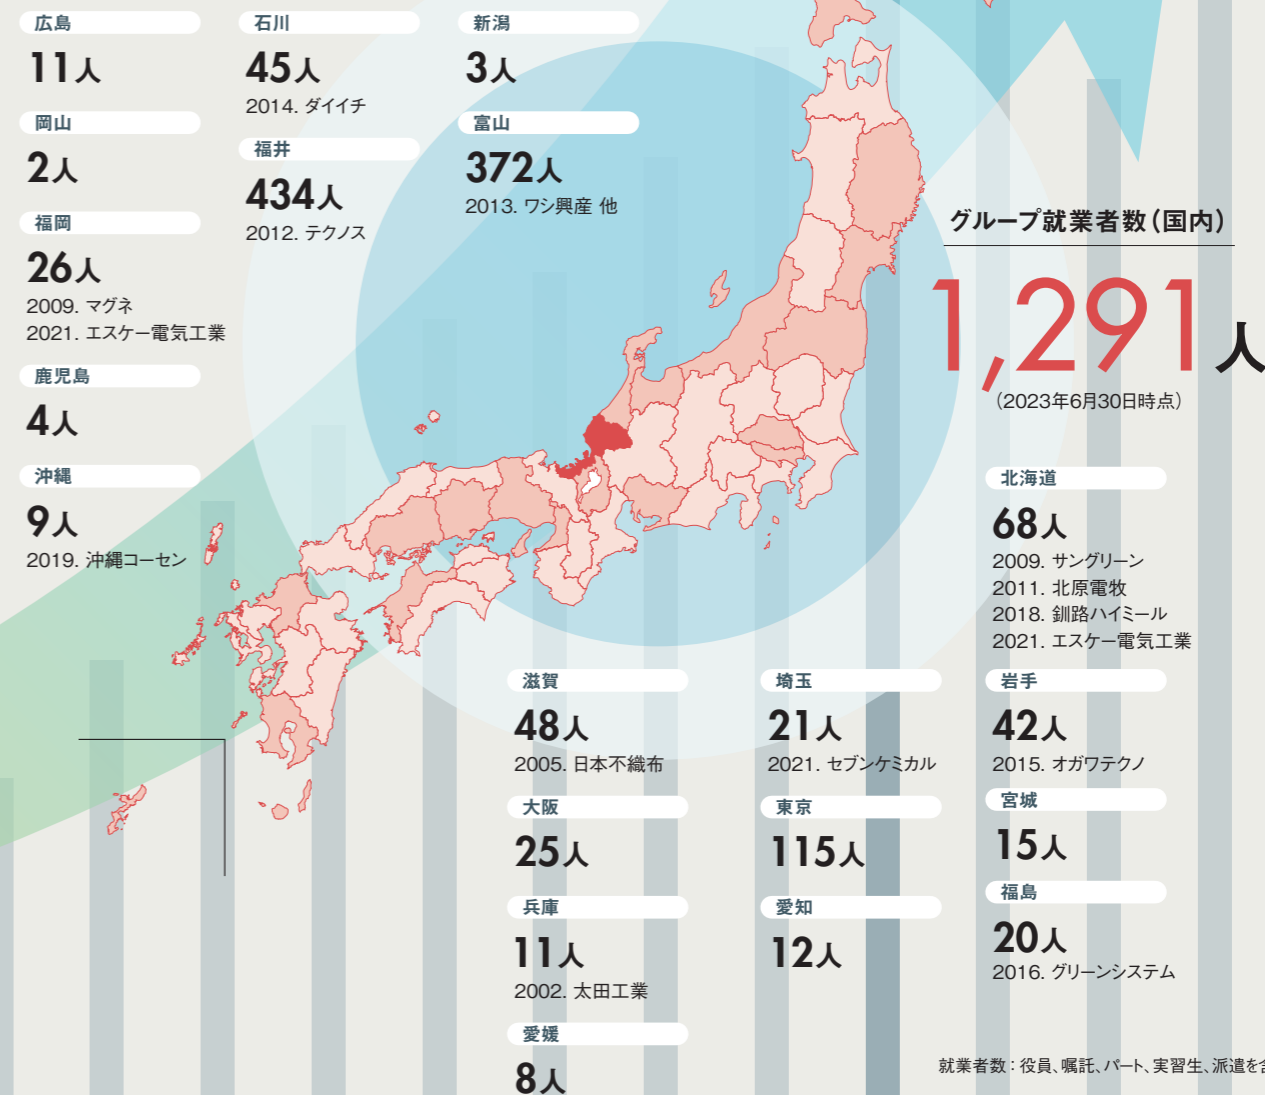 広島
11人
岡山
2人
福岡
26人
2009. マグネ
2021. エスケー電気工業
鹿児島
4人
沖縄
9人
2019. 沖縄コーセン
石川
45人
2014. ダイイチ
福井
434人
2012. テクノス
新潟
3人
富山
372人
2013. ワシ興産 他
グループ就業者数（国内）
1,291人
（2023年6月30日時点）
北海道
68人
2009. サングリーン
2011. 北原電牧
2018. 釧路ハイミール
2021. エスケー電気工業
岩手
42人
2015. オガワテクノ
宮城
15人
福島
20人
2016. グリーンシステム
滋賀
48人
2005. 日本不織布
大阪
25人
兵庫
11人
2002. 太田工業
愛媛
8人
埼玉
21人
2021. セブンケミカル
東京
115人
愛知
12人
就業者数：役員、嘱託、パート、実習生、派遣を含